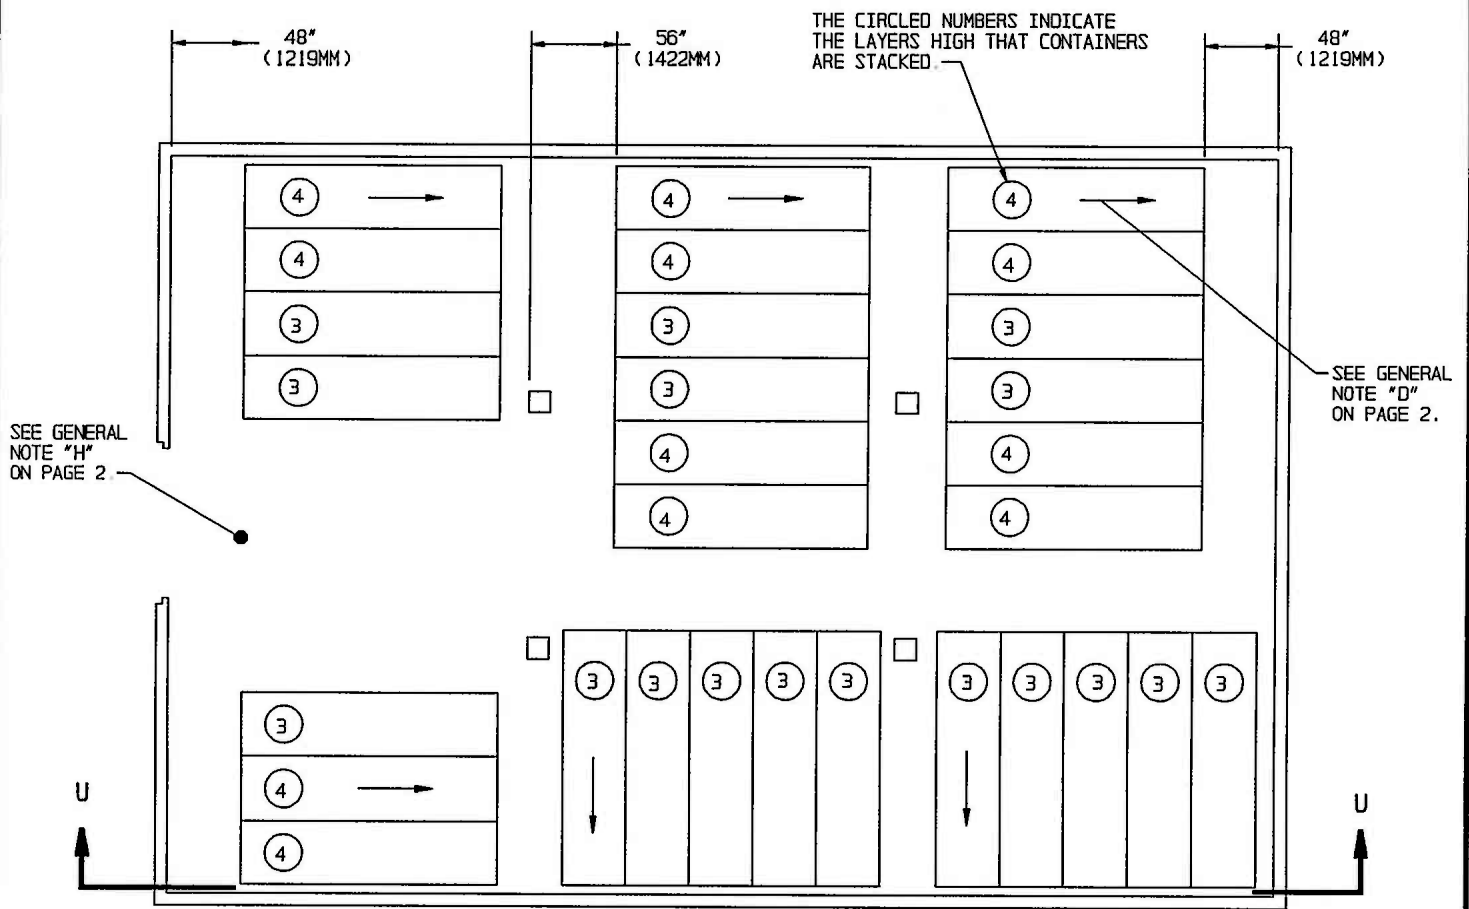 48"
(1219MM)
56"
(1422MM)
THE CIRCLED NUMBERS INDICATE
THE LAYERS HIGH THAT CONTAINERS
ARE STACKED.
48"
(1219MM)
4
4
4
4
4
4
3
3
3
3
3
3
4
4
4
4
SEE GENERAL
NOTE "D"
ON PAGE 2.
SEE GENERAL
NOTE "H"
ON PAGE 2.
3
3
3
3
3
3
3
3
3
3
3
4
4
U
U